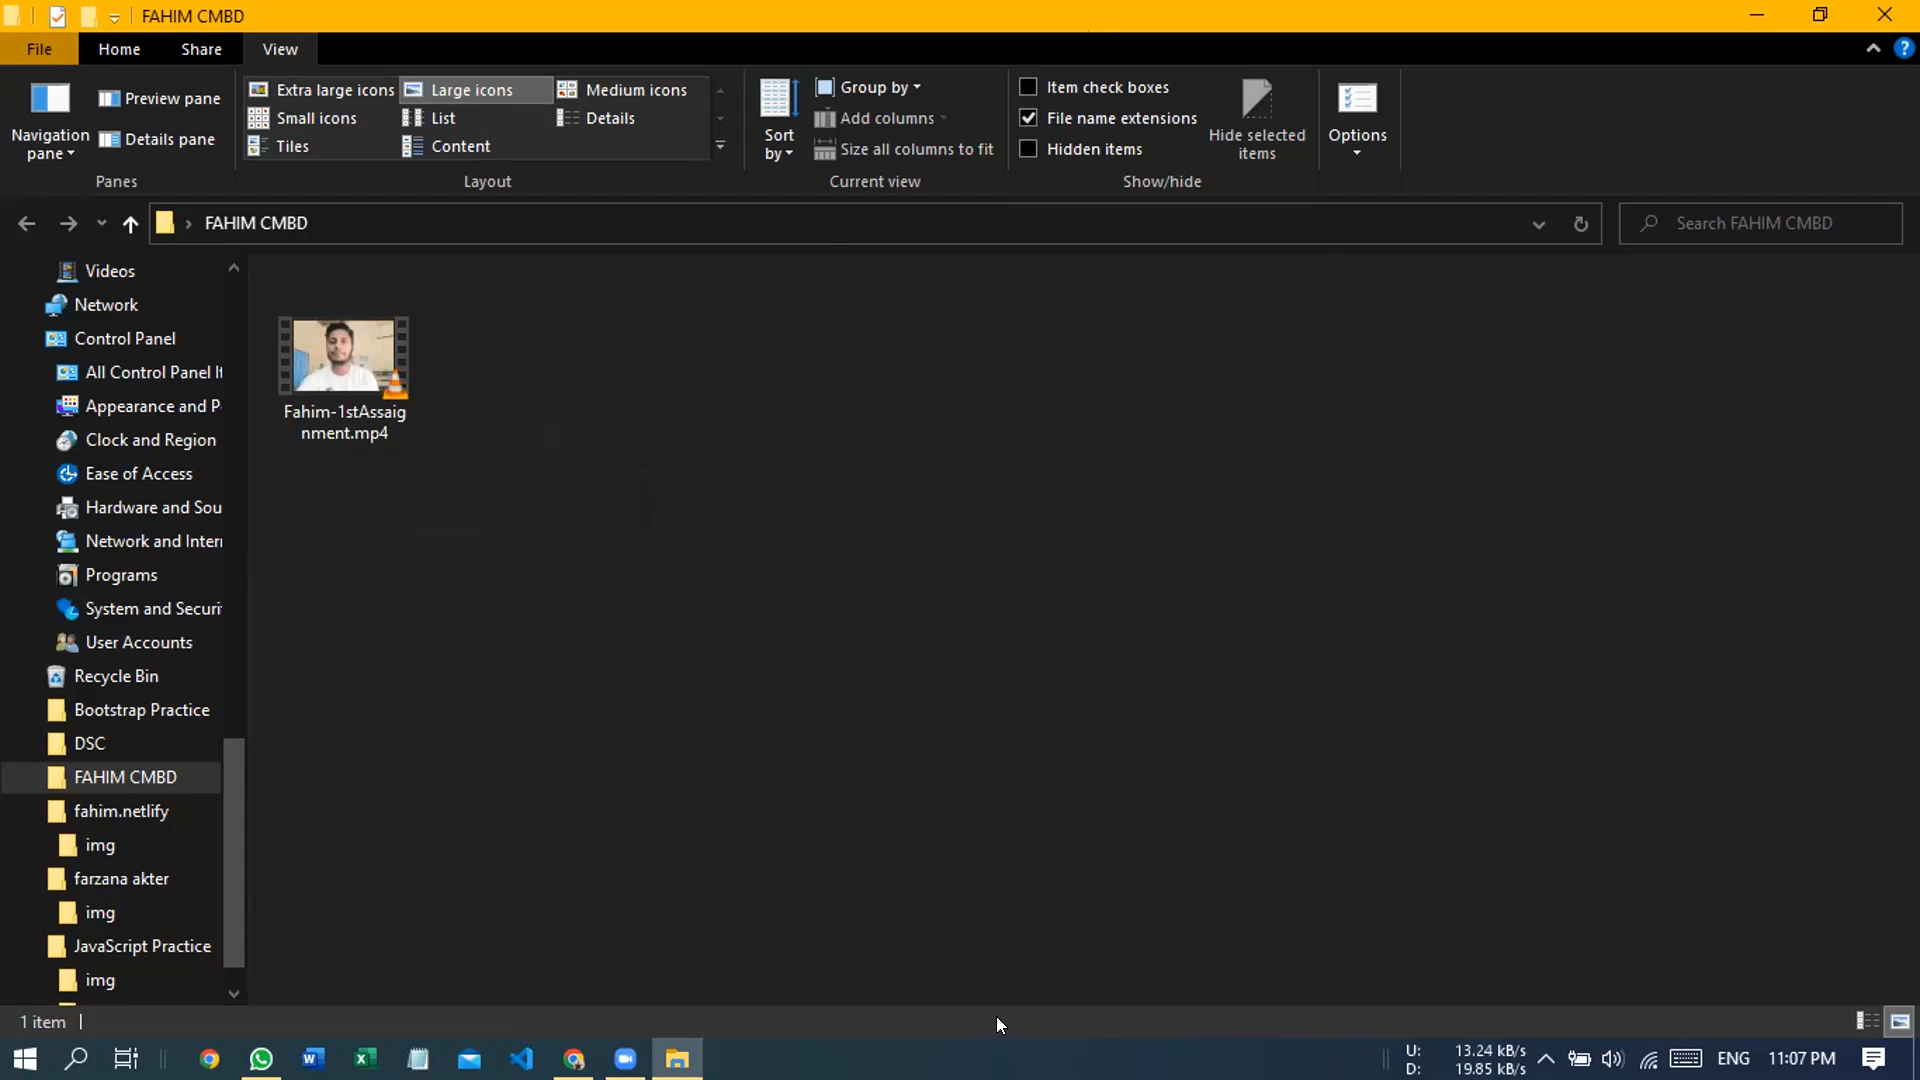 FAHIM CMBD
File Home Share View
Navigation pane
Preview pane
Details pane
Panes
Extra large icons Large icons Medium icons
Small icons List Details
Tiles Content
Layout
Sort by
Group by
Add columns
Size all columns to fit
Current view
Item check boxes
File name extensions
Hidden items
Hide selected items
Show/hide
Options
FAHIM CMBD
Search FAHIM CMBD
Videos
Network
Control Panel
All Control Panel It
Appearance and P
Clock and Region
Ease of Access
Hardware and Sou
Network and Inter
Programs
System and Securi
User Accounts
Recycle Bin
Bootstrap Practice
DSC
FAHIM CMBD
fahim.netlify
img
farzana akter
img
JavaScript Practice
img
Fahim-1stAssaig
nment.mp4
1 item
U: 13.24 kB/s
D: 19.85 kB/s
ENG 11:07 PM